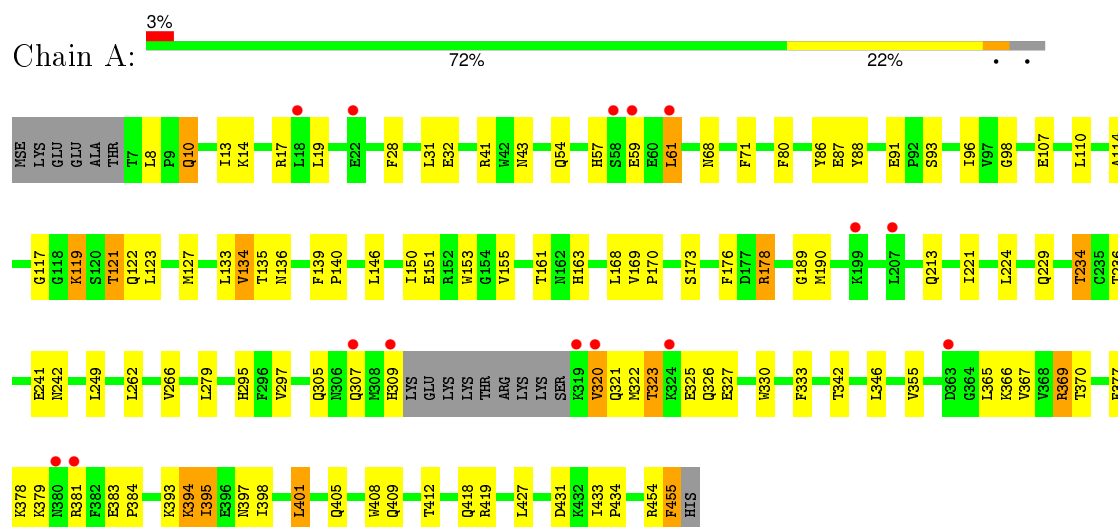 3%
Chain A:
72% 22% • •
MSE LYS GLU GLU ALA THR T7 L8 P9 Q10 I13 K14 R17 L18 L19 E22 F28 L31 E32 R41 W42 N43 Q54 H57 S58 E59 E60 L61 N68 F71 F80 Y86 G87 Y88 E91 P92 S93 I96 V97 G98 E107 L110 A114
G117 G118 K119 S120 T121 Q122 L123 M127 L133 V134 T135 N136 F139 P140 L146 I150 E151 R152 W153 G154 V155 T161 N162 H163 L168 V169 P170 S173 F176 D177 R178 G189 M190 K199 L207 Q213 I221 L224 Q229 T234 C235 T236
E241 N242 L249 L262 V266 L279 H295 F296 V297 Q305 N306 Q307 M308 H309 LYS GLU LYS LYS THR ARG LYS LYS SER K319 V320 Q321 M322 T323 K324 E325 Q326 E327 W330 F333 T342 L346 V355 D363 G364 L365 K366 V367 V368 R369 T370 E377
K378 K379 N380 R381 F382 E383 P384 K393 K394 I395 E396 N397 I398 L401 Q405 W408 Q409 T412 Q418 R419 L427 D431 K432 I433 P434 R454 F455 HIS